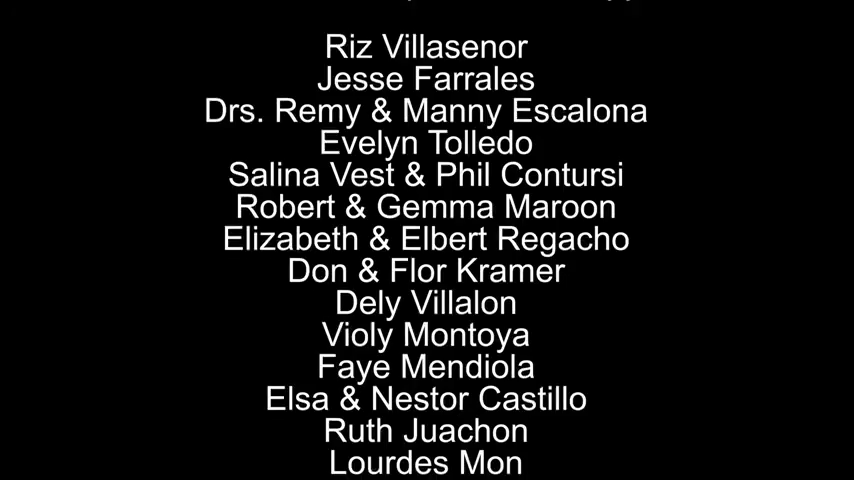 Riz Villasenor
Jesse Farrales
Drs. Remy & Manny Escalona
Evelyn Tolledo
Salina Vest & Phil Contursi
Robert & Gemma Maroon
Elizabeth & Elbert Regacho
Don & Flor Kramer
Dely Villalon
Violy Montoya
Faye Mendiola
Elsa & Nestor Castillo
Ruth Juachon
Lourdes Mon